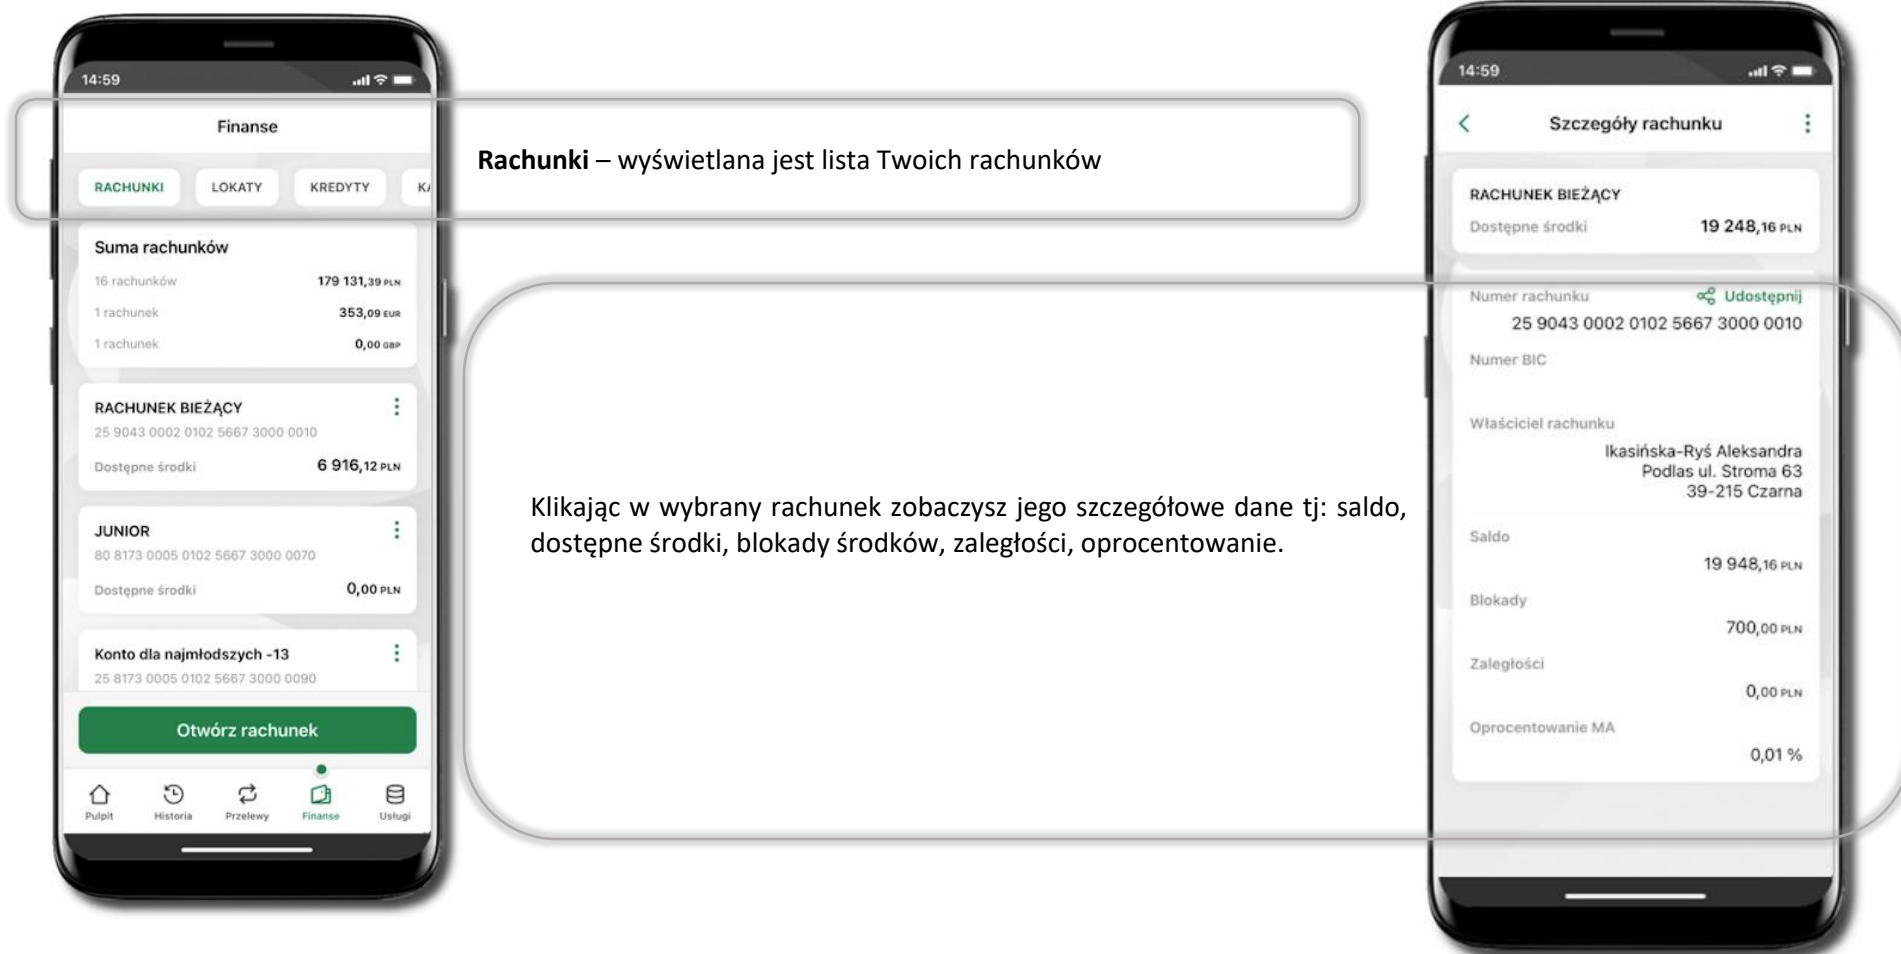 14:59
Finanse
RACHUNKI LOKATY KREDYTY
Suma rachunków
16 rachunków 179 131,39 PLN
1 rachunek 353,09 EUR
1 rachunek 0,00 GBP
RACHUNEK BIEŻĄCY
25 9043 0002 0102 5667 3000 0010
Dostępne środki 6 916,12 PLN
JUNIOR
80 8173 0005 0102 5667 3000 0070
Dostępne środki 0,00 PLN
Konto dla najmłodszych -13
25 8173 0005 0102 5667 3000 0090
Otwórz rachunek
Pulpit Historia Przelewy Finanse Usługi
Rachunki – wyświetlana jest lista Twoich rachunków
Klikając w wybrany rachunek zobaczysz jego szczegółowe dane tj: saldo,
dostępne środki, blokady środków, zaległości, oprocentowanie.
14:59
Szczegóły rachunku
RACHUNEK BIEŻĄCY
Dostępne środki 19 248,16 PLN
Numer rachunku Udostępnij
25 9043 0002 0102 5667 3000 0010
Numer BIC
Właściciel rachunku
Ikasińska-Ryś Aleksandra
Podlas ul. Stroma 63
39-215 Czarna
Saldo
19 948,16 PLN
Blokady
700,00 PLN
Zaległości
0,00 PLN
Oprocentowanie MA
0,01 %